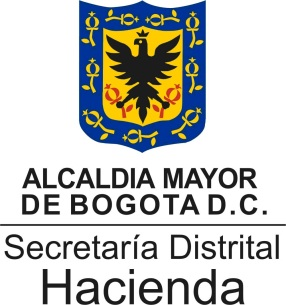 ALCALDIA MAYOR
DE BOGOTA D.C.
Secretaría Distrital
Hacienda